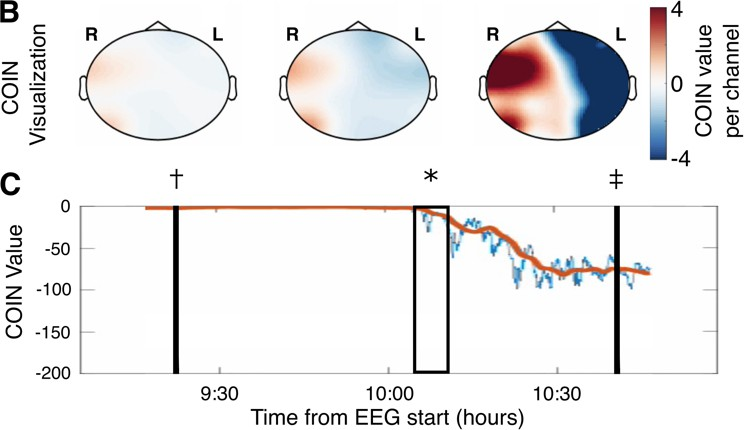 B
R L R L R L
COIN
Visualization
4
0
-4
COIN value
per channel
C
† * ‡
0
-50
-100
-150
-200
COIN Value
9:30 10:00 10:30
Time from EEG start (hours)